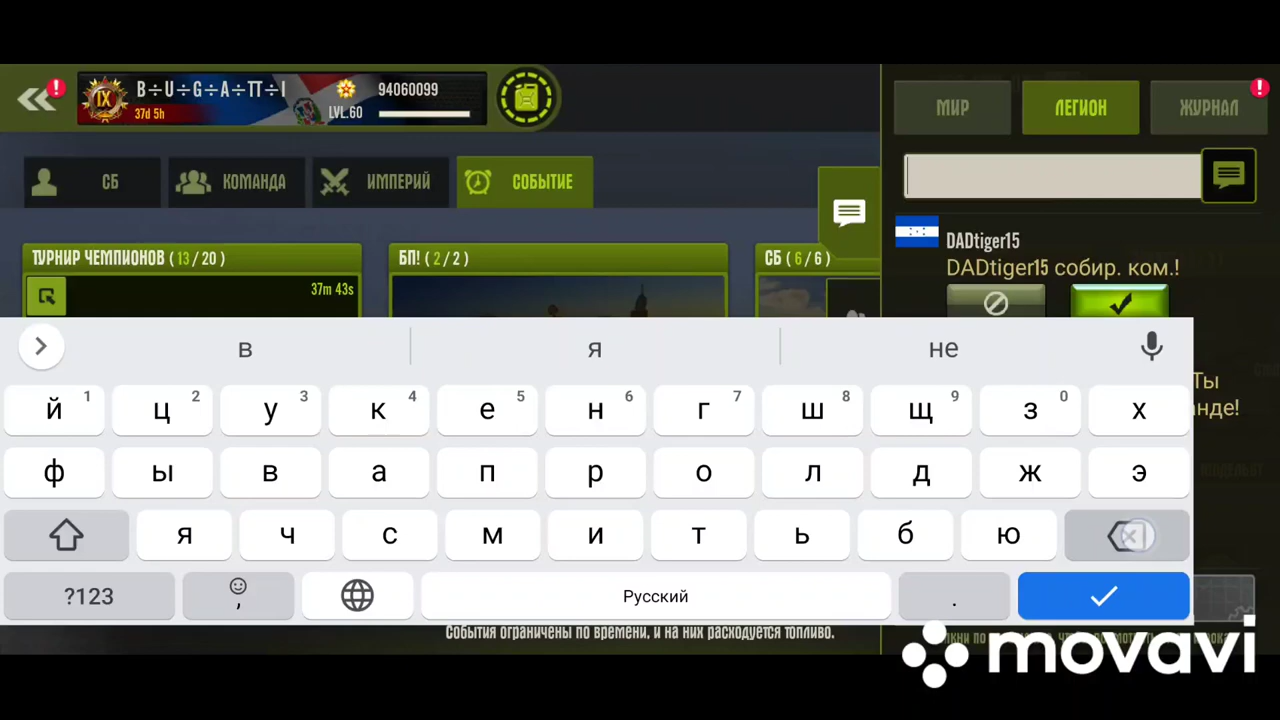 IX
B÷U÷G÷A÷ΤΤ÷I
37d 5h
LVL.60
94060099
СБ
КОМАНДА
ИМПЕРИЙ
СОБЫТИЕ
ТУРНИР ЧЕМПИОНОВ ( 13/20 )
37m 43s
БП! ( 2/2 )
СБ ( 6/6 )
МИР
ЛЕГИОН
ЖУРНАЛ
DADtiger15
DADtiger15 собир. ком.!
Ты
нде!
в я не
й 1 ц 2 у 3 к 4 е 5 н 6 г 7 ш 8 щ 9 з 0 х
ф ы в а п р о л д ж э
я ч с м и т ь б ю
?123 , Русский .
События ограничены по времени, и на них расходуется топливо.
movavi